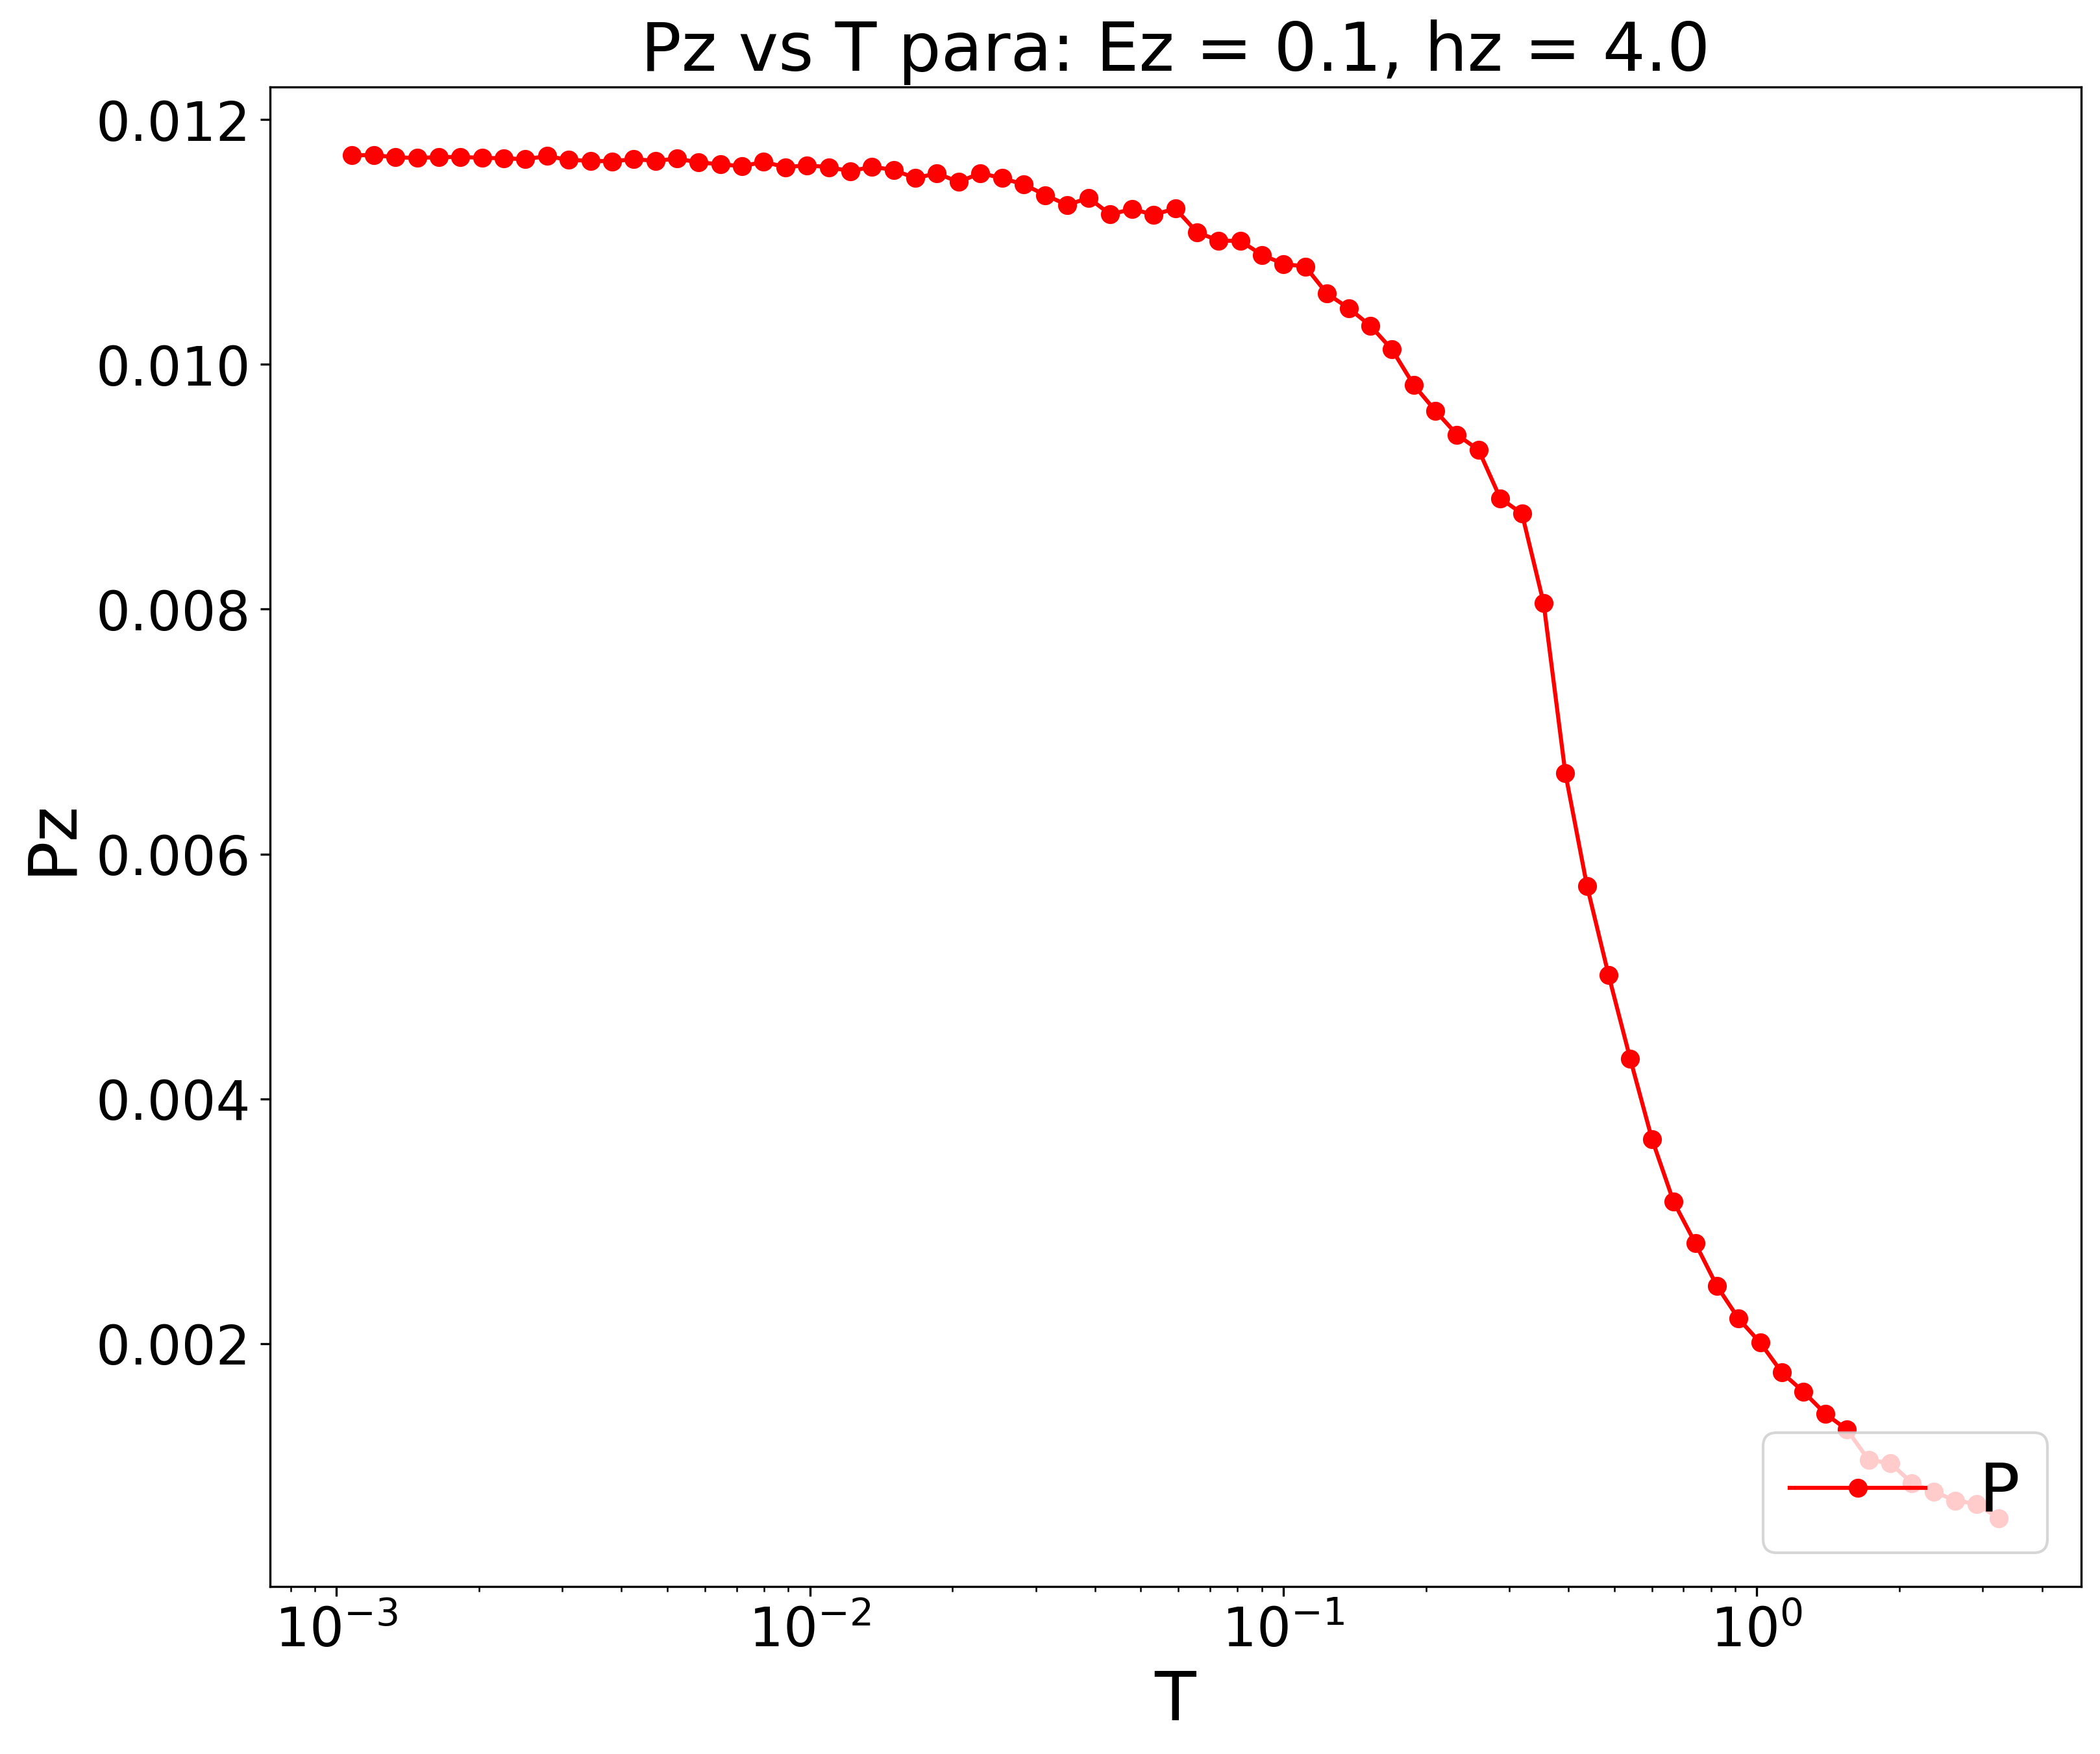 Pz vs T para: Ez = 0.1, hz = 4.0
0.012
0.010
0.008
0.006
0.004
0.002
Pz
P
10⁻³ 10⁻² 10⁻¹ 10⁰
T